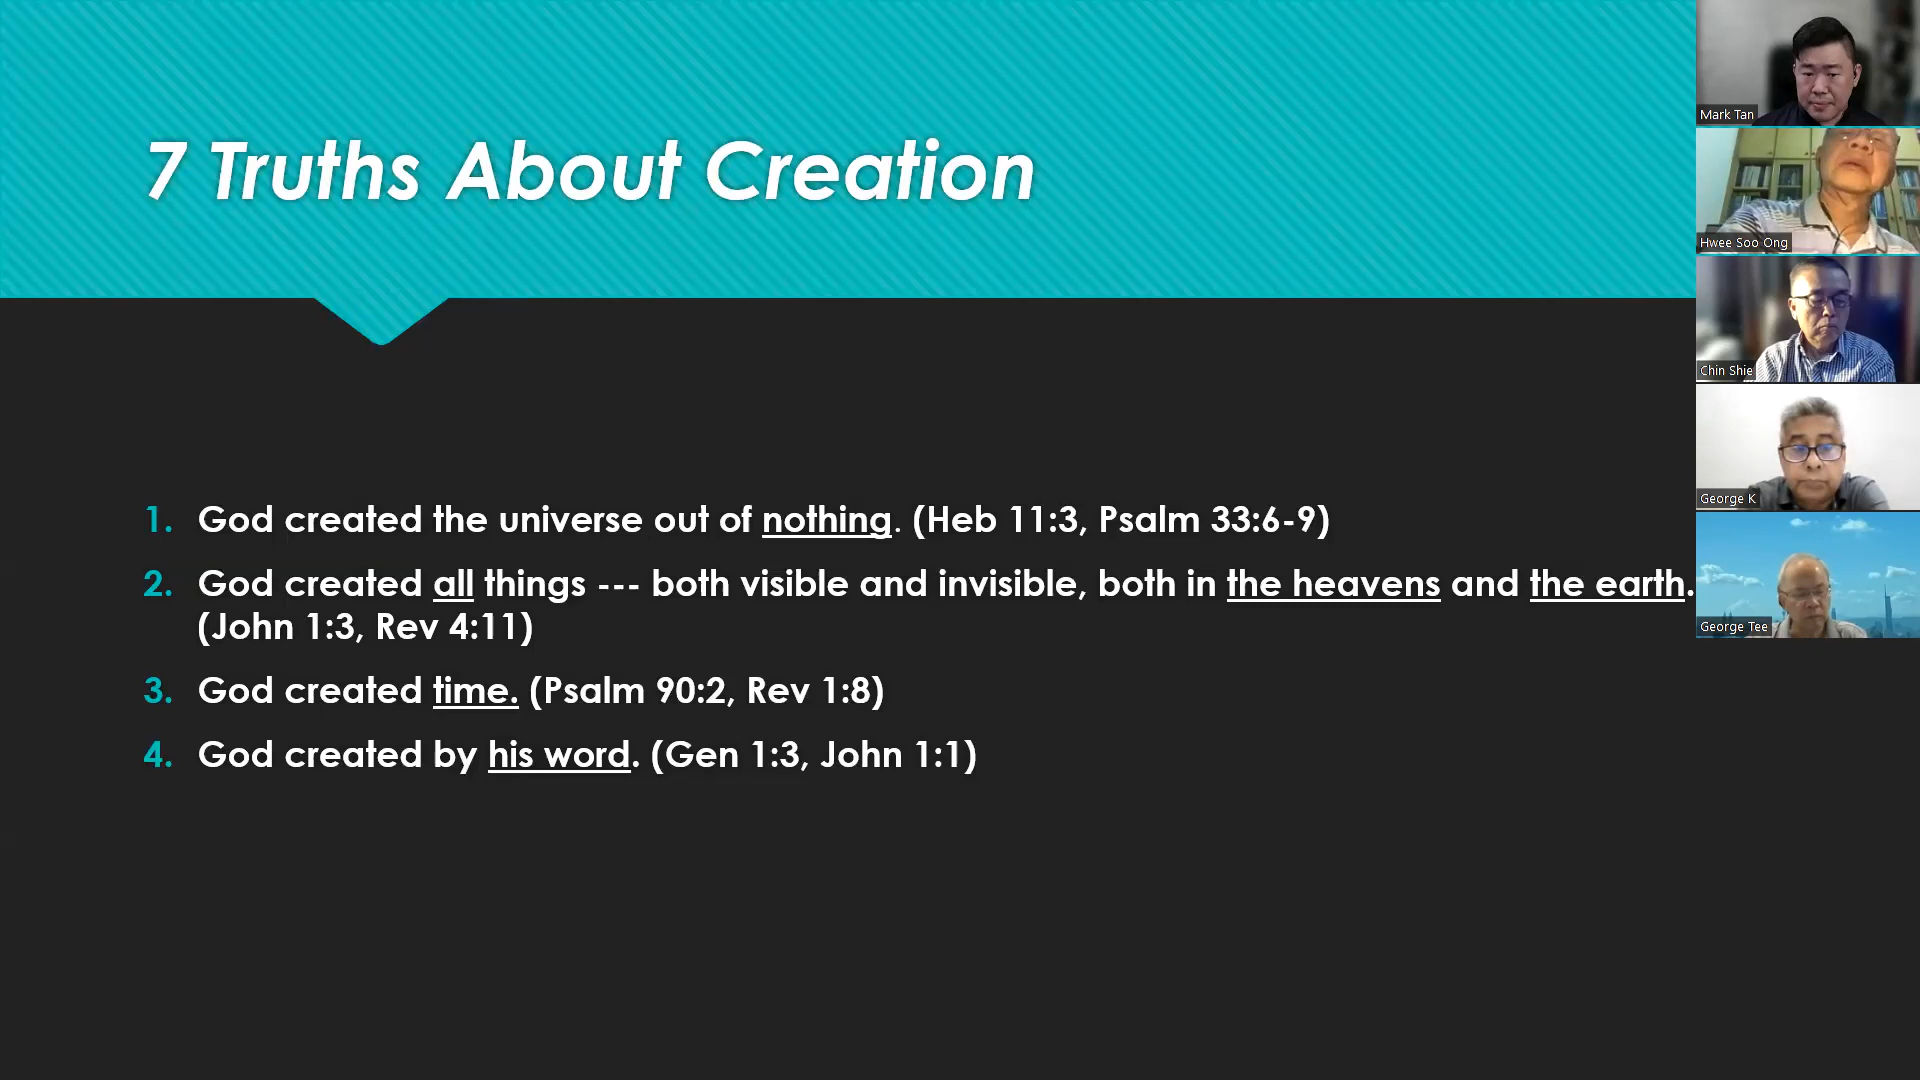 7 Truths About Creation
1. God created the universe out of nothing. (Heb 11:3, Psalm 33:6-9)
2. God created all things --- both visible and invisible, both in the heavens and the earth.
(John 1:3, Rev 4:11)
3. God created time. (Psalm 90:2, Rev 1:8)
4. God created by his word. (Gen 1:3, John 1:1)
Mark Tan
Hwee Soo Ong
Chin Shie
George K
George Tee